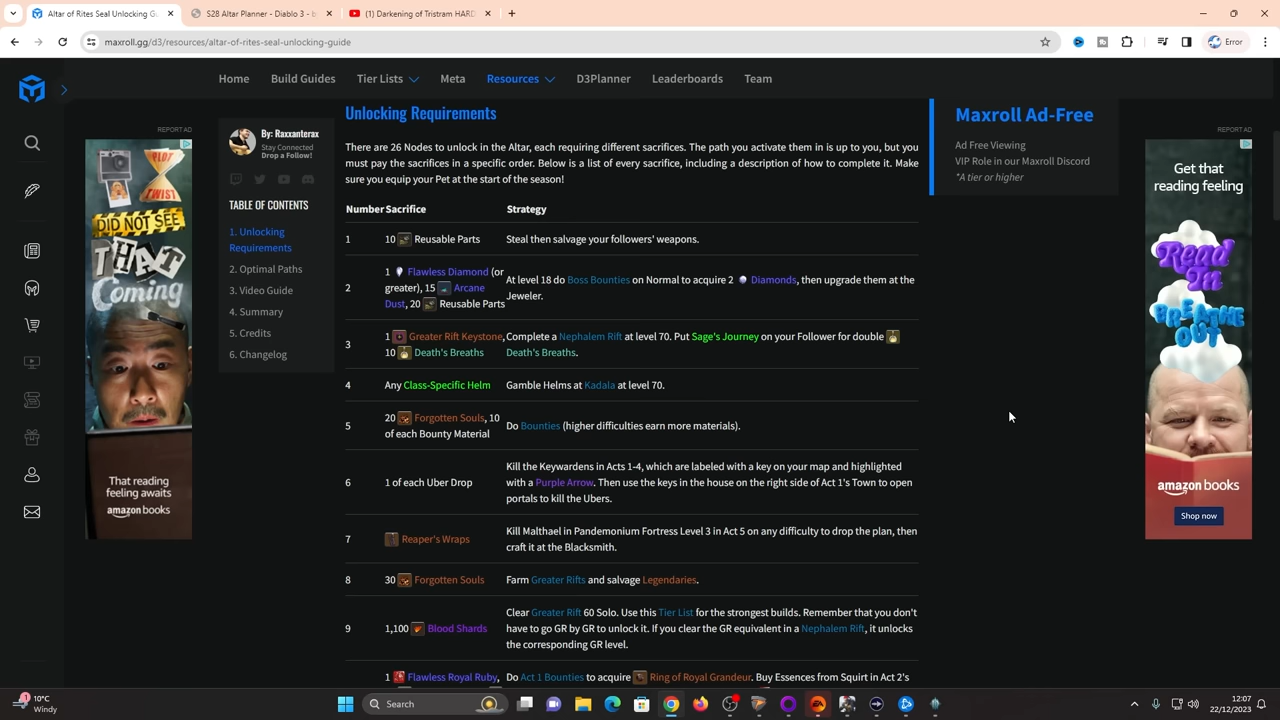 Altar of Rites Seal Unlocking Gu
S28 Altar Planner - Diablo 3 - b
(1) Darkening of Tristram HARD
maxroll.gg/d3/resources/altar-of-rites-seal-unlocking-guide
Error
Home
Build Guides
Tier Lists
Meta
Resources
D3Planner
Leaderboards
Team
REPORT AD
PLOT
TWIST
DID NOT SEE
THAT
Coming
That reading
feeling awaits
amazon books
By: Raxxanterax
Stay Connected
Drop a Follow!
TABLE OF CONTENTS
1. Unlocking
Requirements
2. Optimal Paths
3. Video Guide
4. Summary
5. Credits
6. Changelog
Unlocking Requirements
There are 26 Nodes to unlock in the Altar, each requiring different sacrifices. The path you activate them in is up to you, but you
must pay the sacrifices in a specific order. Below is a list of every sacrifice, including a description of how to complete it. Make
sure you equip your Pet at the start of the season!
Number Sacrifice Strategy
1 10 Reusable Parts Steal then salvage your followers' weapons.
2 1 Flawless Diamond (or
greater), 15 Arcane
Dust, 20 Reusable Parts
At level 18 do Boss Bounties on Normal to acquire 2 Diamonds, then upgrade them at the
Jeweler.
3 1 Greater Rift Keystone,
10 Death's Breaths
Complete a Nephalem Rift at level 70. Put Sage's Journey on your Follower for double
Death's Breaths.
4 Any Class-Specific Helm Gamble Helms at Kadala at level 70.
5 20 Forgotten Souls, 10
of each Bounty Material
Do Bounties (higher difficulties earn more materials).
6 1 of each Uber Drop
Kill the Keywardens in Acts 1-4, which are labeled with a key on your map and highlighted
with a Purple Arrow. Then use the keys in the house on the right side of Act 1's Town to open
portals to kill the Ubers.
7 Reaper's Wraps
Kill Malthael in Pandemonium Fortress Level 3 in Act 5 on any difficulty to drop the plan, then
craft it at the Blacksmith.
8 30 Forgotten Souls Farm Greater Rifts and salvage Legendaries.
9 1,100 Blood Shards
Clear Greater Rift 60 Solo. Use this Tier List for the strongest builds. Remember that you don't
have to go GR by GR to unlock it. If you clear the GR equivalent in a Nephalem Rift, it unlocks
the corresponding GR level.
1 Flawless Royal Ruby, Do Act 1 Bounties to acquire Ring of Royal Grandeur. Buy Essences from Squirt in Act 2's
Maxroll Ad-Free
Ad Free Viewing
VIP Role in our Maxroll Discord
*A tier or higher
REPORT AD
Get that
reading feeling
Read
In
BREATHE
OUT
amazon books
Shop now
1
10°C
Windy
Search
12:07
22/12/2023